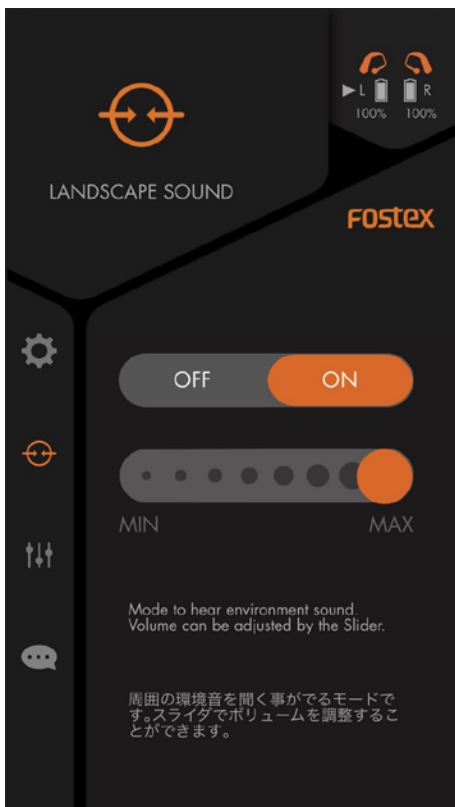 L R
100% 100%
LANDSCAPE SOUND
FOSTEX
OFF ON
MIN MAX
Mode to hear environment sound.
Volume can be adjusted by the Slider.
周囲の環境音を聞く事がでるモードで
す。スライダでボリュームを調整するこ
とができます。